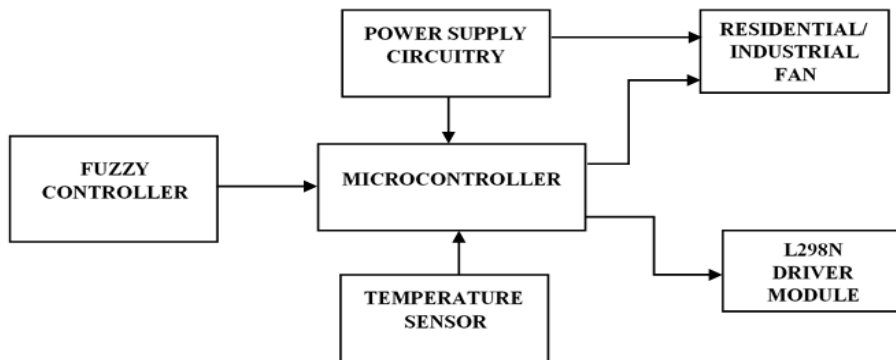 POWER SUPPLY
CIRCUITRY
RESIDENTIAL/
INDUSTRIAL
FAN
FUZZY
CONTROLLER
MICROCONTROLLER
L298N
DRIVER
MODULE
TEMPERATURE
SENSOR